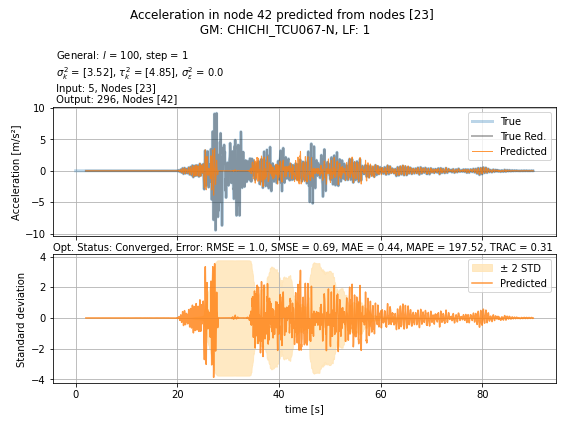 Acceleration in node 42 predicted from nodes [23]
GM: CHICHI_TCU067-N, LF: 1
General: l = 100, step = 1
σ²ₖ = [3.52], τ²ₖ = [4.85], σ²ε = 0.0
Input: 5, Nodes [23]
Output: 296, Nodes [42]
Acceleration [m/s²]
10
5
0
−5
−10
True
True Red.
Predicted
Opt. Status: Converged, Error: RMSE = 1.0, SMSE = 0.69, MAE = 0.44, MAPE = 197.52, TRAC = 0.31
Standard deviation
4
2
0
−2
−4
± 2 STD
Predicted
0 20 40 60 80
time [s]